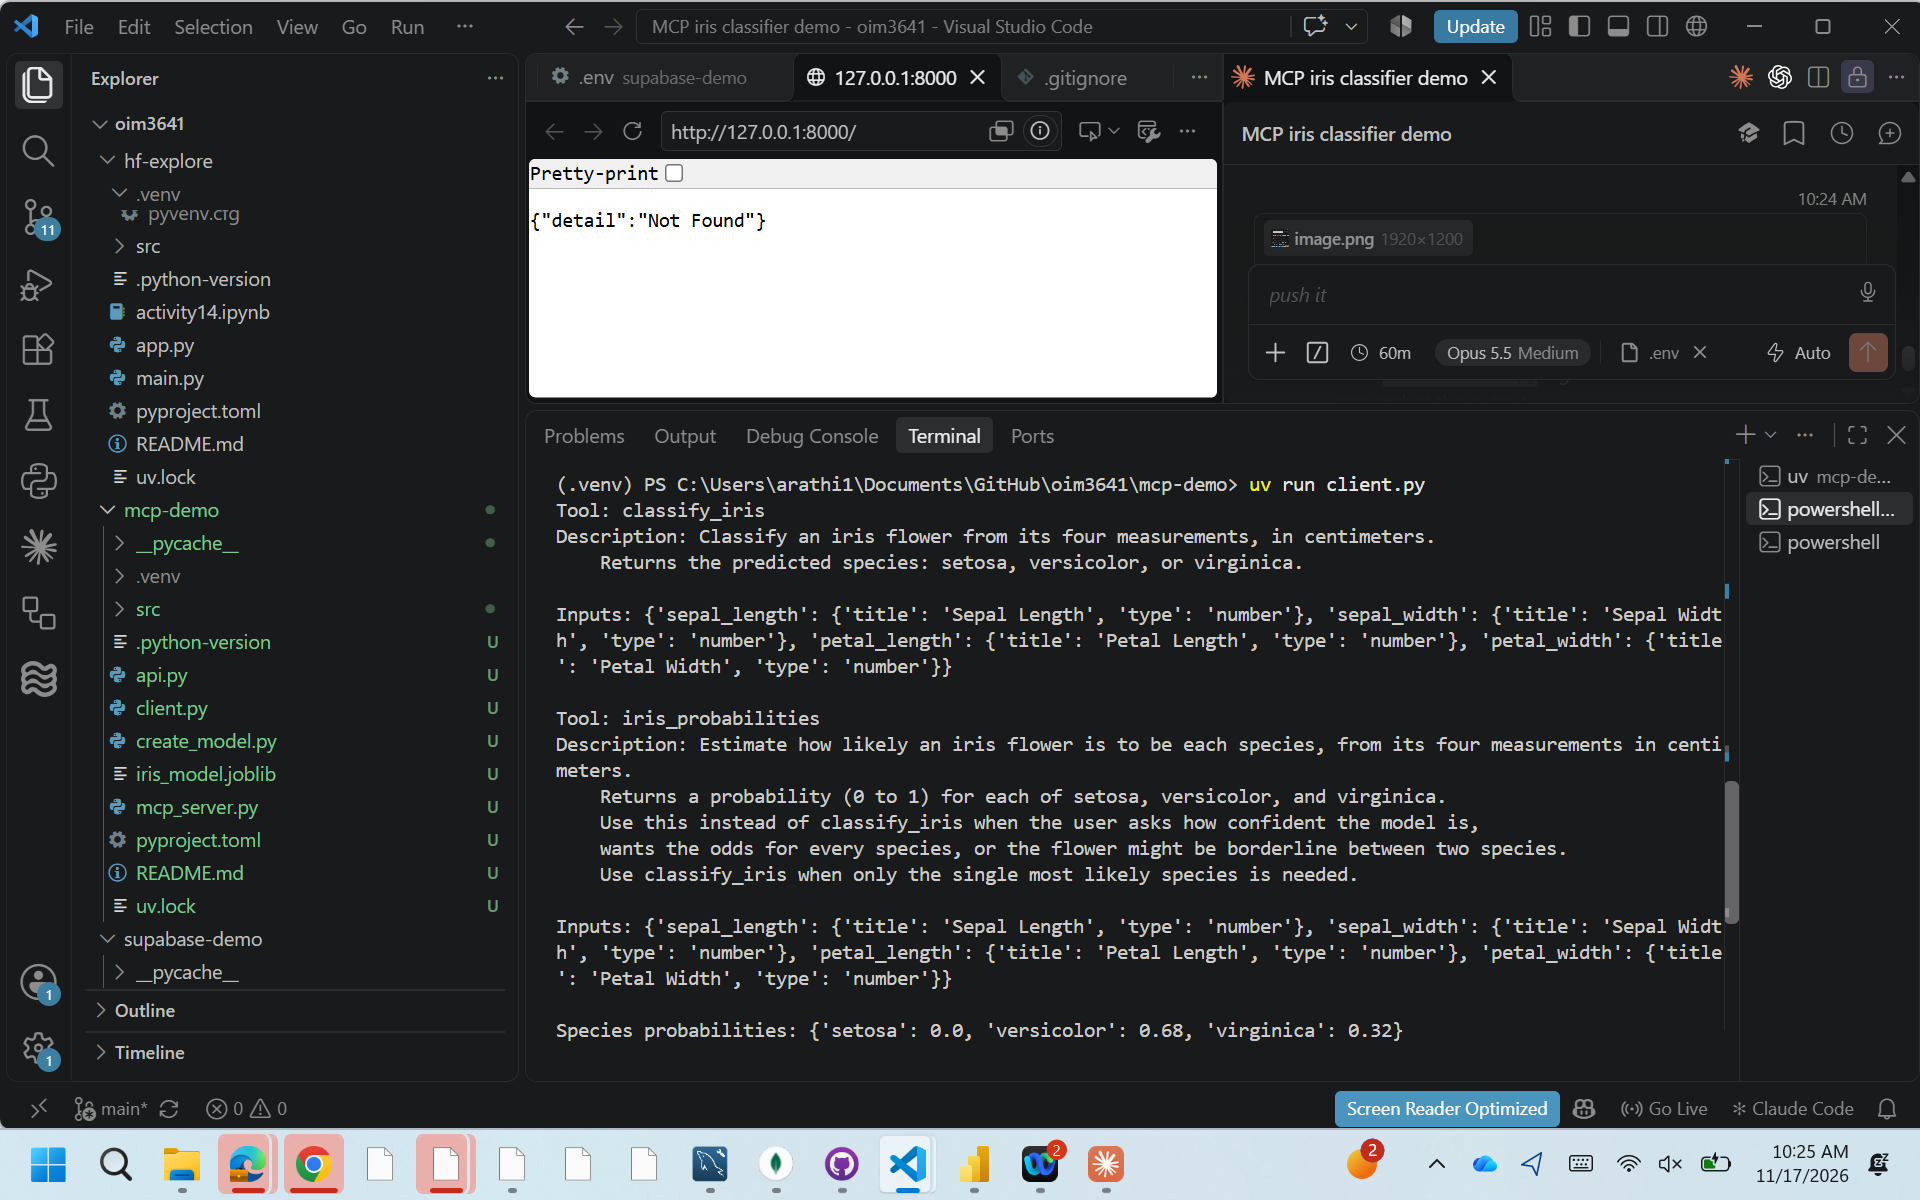 File Edit Selection View Go Run ···
MCP iris classifier demo - oim3641 - Visual Studio Code
Update
Explorer
oim3641
hf-explore
.venv
pyvenv.cfg
src
.python-version
activity14.ipynb
app.py
main.py
pyproject.toml
README.md
uv.lock
mcp-demo
__pycache__
.venv
src
.python-version U
api.py U
client.py U
create_model.py U
iris_model.joblib U
mcp_server.py U
pyproject.toml U
README.md U
uv.lock U
supabase-demo
__pycache__
Outline
Timeline
11
1
1
.env supabase-demo
127.0.0.1:8000
.gitignore
http://127.0.0.1:8000/
Pretty-print
{"detail":"Not Found"}
MCP iris classifier demo
MCP iris classifier demo
10:24 AM
image.png 1920×1200
push it
60m
Opus 5.5 Medium
.env
Auto
Problems Output Debug Console Terminal Ports
(.venv) PS C:\Users\arathi1\Documents\GitHub\oim3641\mcp-demo> uv run client.py
Tool: classify_iris
Description: Classify an iris flower from its four measurements, in centimeters.
Returns the predicted species: setosa, versicolor, or virginica.
Inputs: {'sepal_length': {'title': 'Sepal Length', 'type': 'number'}, 'sepal_width': {'title': 'Sepal Widt
h', 'type': 'number'}, 'petal_length': {'title': 'Petal Length', 'type': 'number'}, 'petal_width': {'title
': 'Petal Width', 'type': 'number'}}
Tool: iris_probabilities
Description: Estimate how likely an iris flower is to be each species, from its four measurements in centi
meters.
Returns a probability (0 to 1) for each of setosa, versicolor, and virginica.
Use this instead of classify_iris when the user asks how confident the model is,
wants the odds for every species, or the flower might be borderline between two species.
Use classify_iris when only the single most likely species is needed.
Inputs: {'sepal_length': {'title': 'Sepal Length', 'type': 'number'}, 'sepal_width': {'title': 'Sepal Widt
h', 'type': 'number'}, 'petal_length': {'title': 'Petal Length', 'type': 'number'}, 'petal_width': {'title
': 'Petal Width', 'type': 'number'}}
Species probabilities: {'setosa': 0.0, 'versicolor': 0.68, 'virginica': 0.32}
uv mcp-de...
powershell...
powershell
main*
0 0
Screen Reader Optimized
Go Live
Claude Code
2
2
10:25 AM
11/17/2026